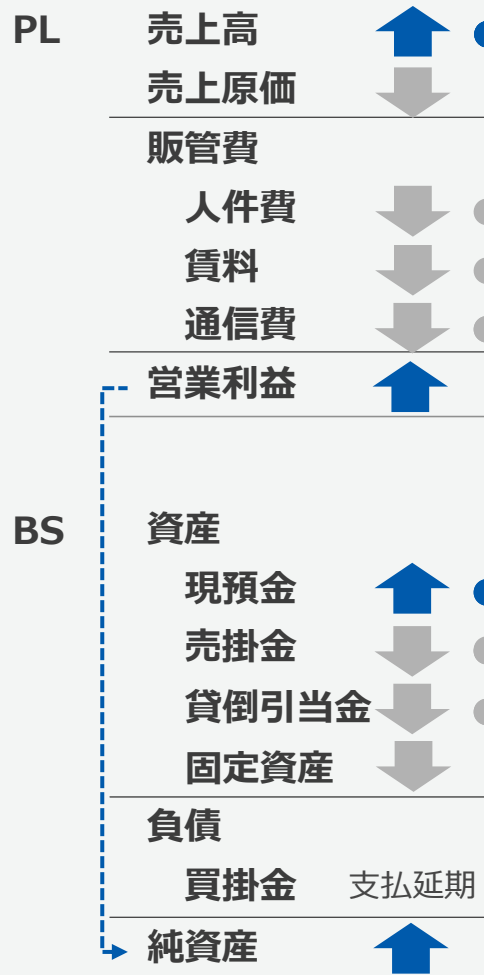 PL 売上高
売上原価
販管費
人件費
賃料
通信費
営業利益
BS 資産
現預金
売掛金
貸倒引当金
固定資産
負債
買掛金 支払延期
純資産